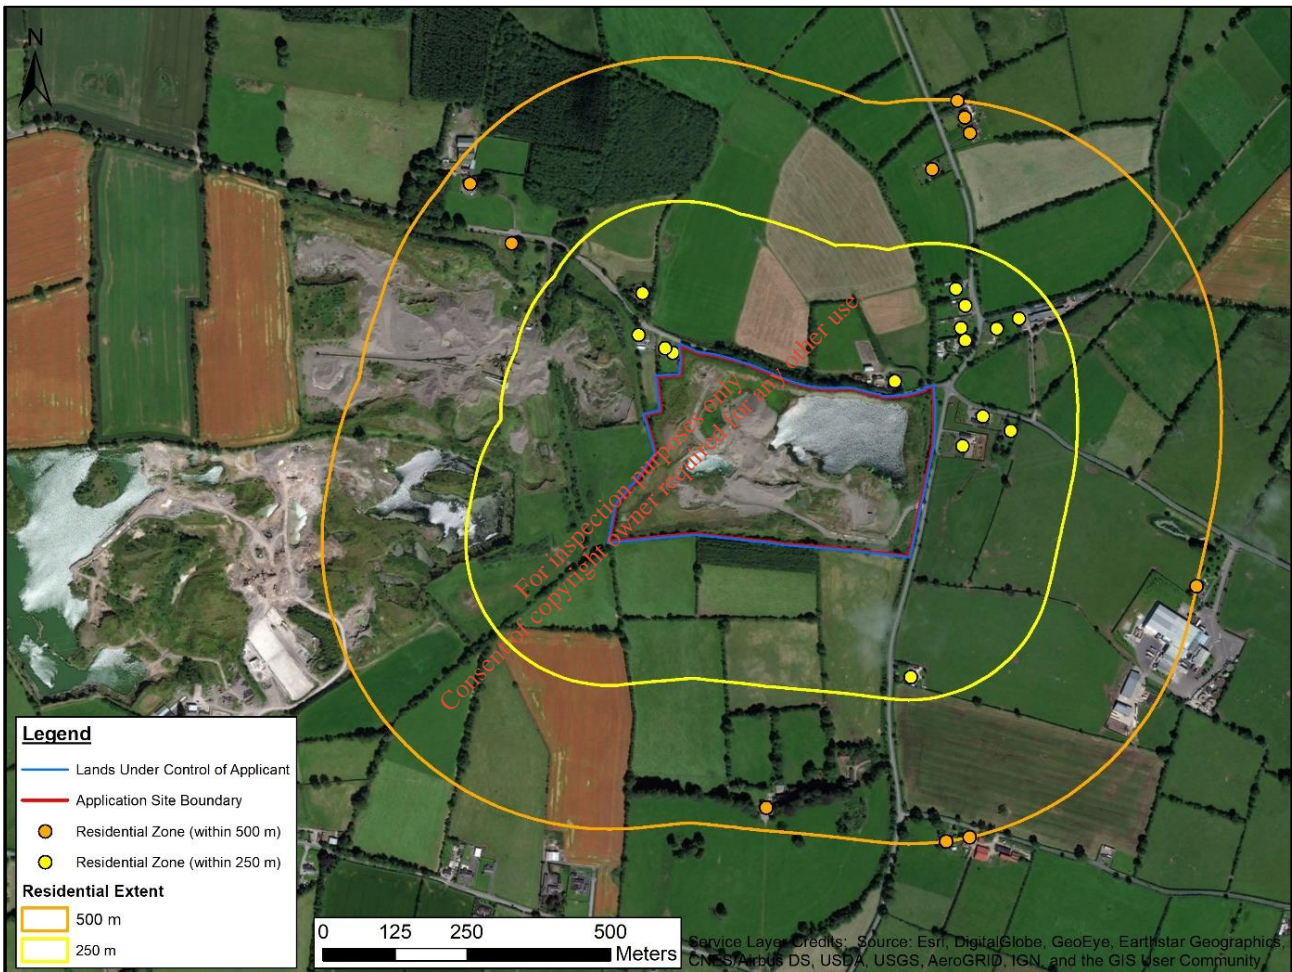 N
For inspection purposes only.
Consent of copyright owner required for any other use.
Legend
Lands Under Control of Applicant
Application Site Boundary
Residential Zone (within 500 m)
Residential Zone (within 250 m)
Residential Extent
500 m
250 m
0 125 250 500
Meters
Service Layer Credits: Source: Esri, DigitalGlobe, GeoEye, Earthstar Geographics,
CNES/Airbus DS, USDA, USGS, AeroGRID, IGN, and the GIS User Community